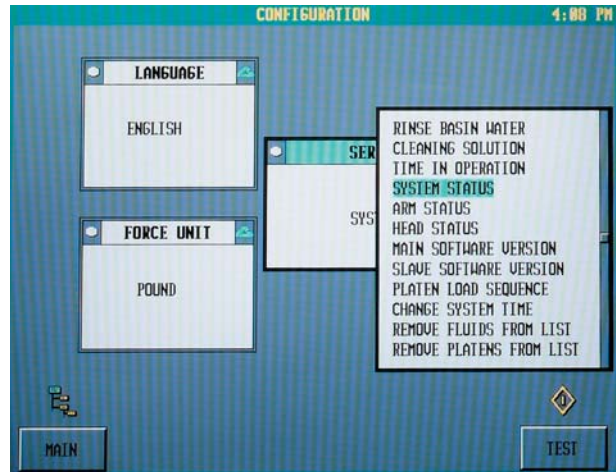 CONFIGURATION
4:08 PM
LANGUAGE
ENGLISH
SER
SYS
FORCE UNIT
POUND
RINSE BASIN WATER
CLEANING SOLUTION
TIME IN OPERATION
SYSTEM STATUS
ARM STATUS
HEAD STATUS
MAIN SOFTWARE VERSION
SLAVE SOFTWARE VERSION
PLATEN LOAD SEQUENCE
CHANGE SYSTEM TIME
REMOVE FLUIDS FROM LIST
REMOVE PLATENS FROM LIST
MAIN
TEST